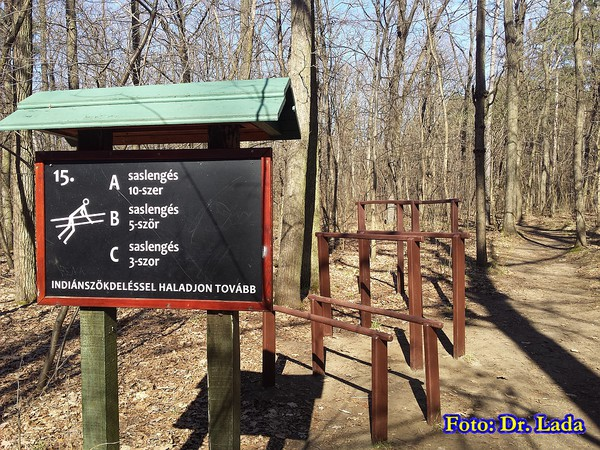 15.
A saslengés
10-szer
B saslengés
5-ször
C saslengés
3-szor
INDIÁNSZÖKDELÉSSEL HALADJON TOVÁBB
Foto: Dr. Lada